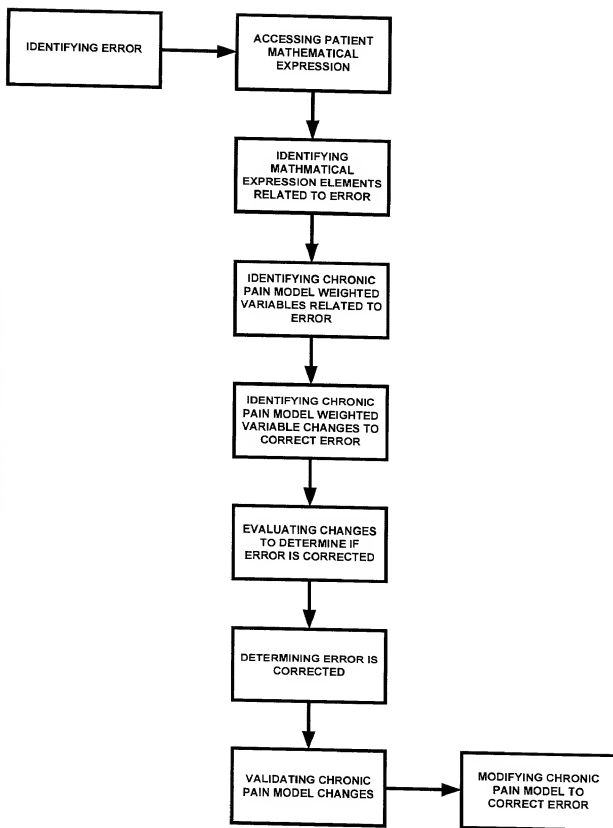 IDENTIFYING ERROR
ACCESSING PATIENT
MATHEMATICAL
EXPRESSION
IDENTIFYING
MATHMATICAL
EXPRESSION ELEMENTS
RELATED TO ERROR
IDENTIFYING CHRONIC
PAIN MODEL WEIGHTED
VARIABLES RELATED TO
ERROR
IDENTIFYING CHRONIC
PAIN MODEL WEIGHTED
VARIABLE CHANGES TO
CORRECT ERROR
EVALUATING CHANGES
TO DETERMINE IF
ERROR IS CORRECTED
DETERMINING ERROR IS
CORRECTED
VALIDATING CHRONIC
PAIN MODEL CHANGES
MODIFYING CHRONIC
PAIN MODEL TO
CORRECT ERROR